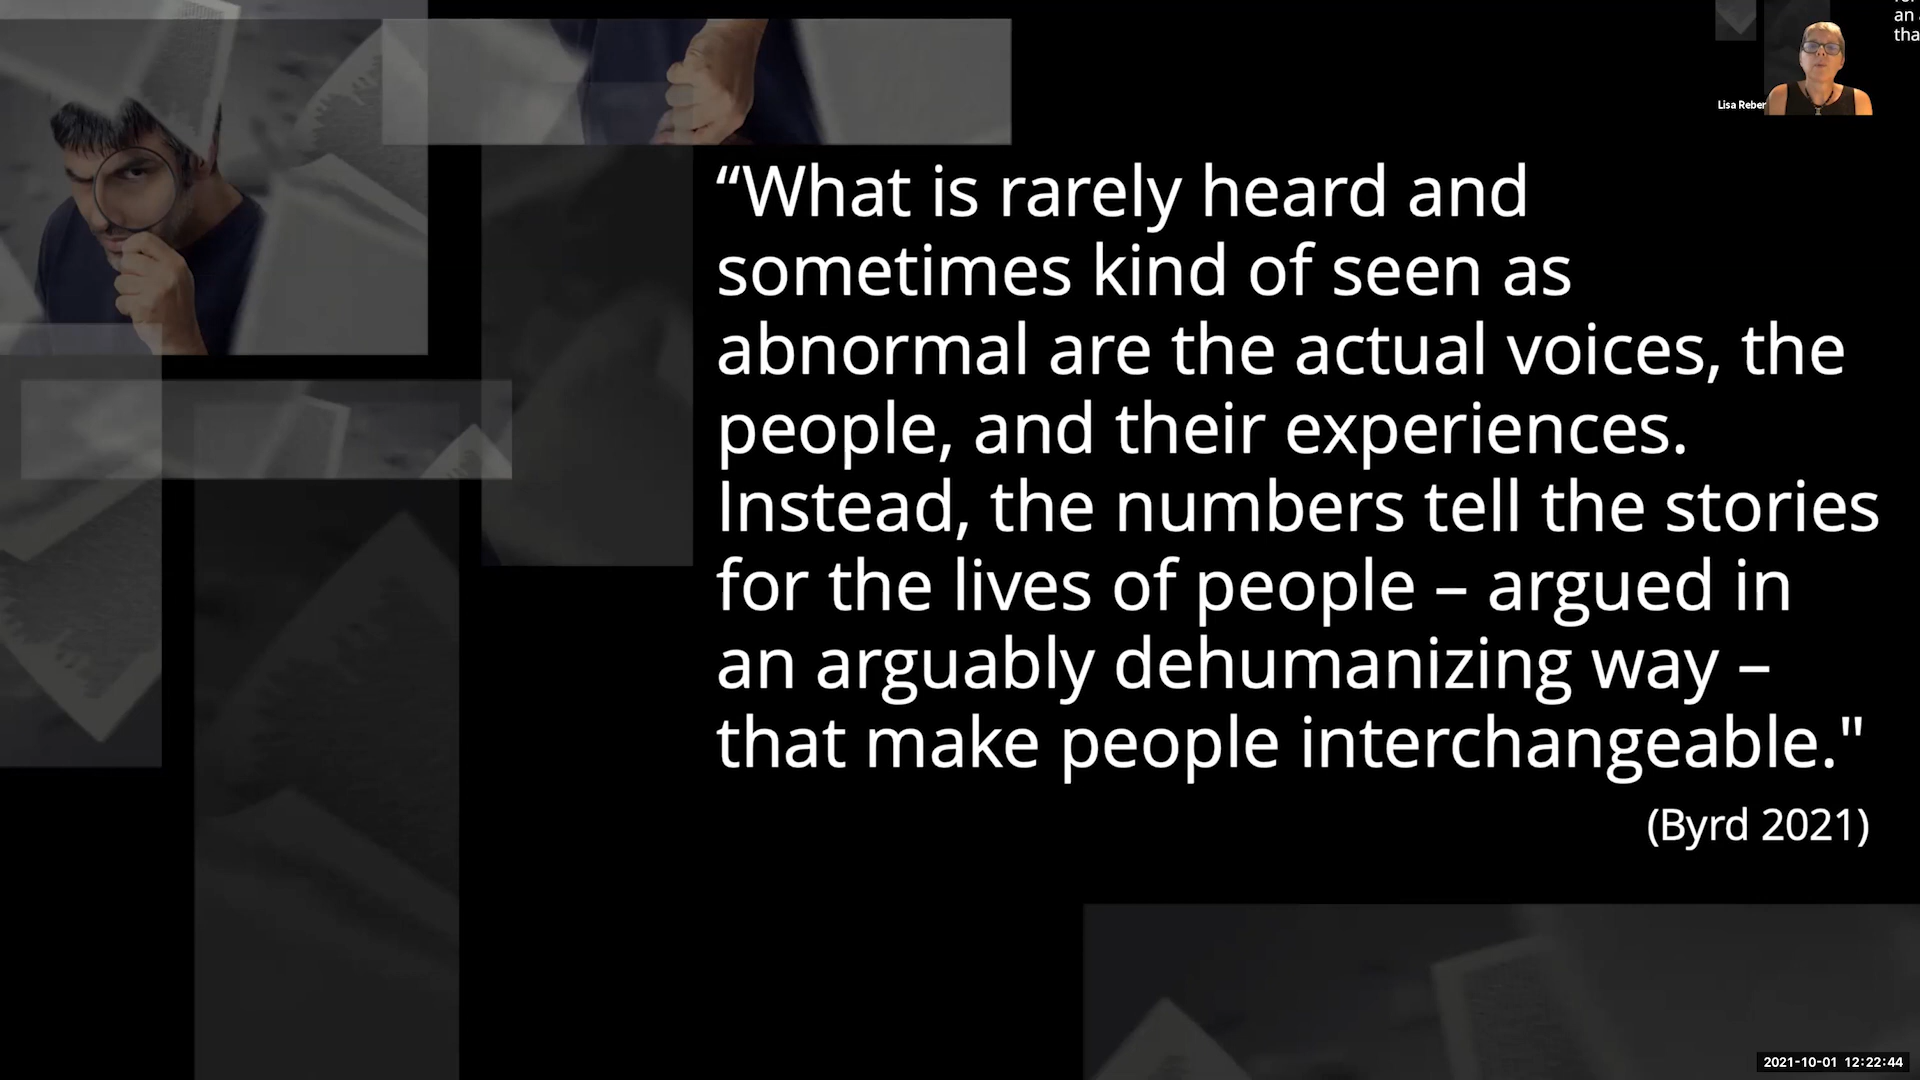 an
tha
Lisa Reber
“What is rarely heard and
sometimes kind of seen as
abnormal are the actual voices, the
people, and their experiences.
Instead, the numbers tell the stories
for the lives of people – argued in
an arguably dehumanizing way –
that make people interchangeable."
(Byrd 2021)
2021-10-01 12:22:44